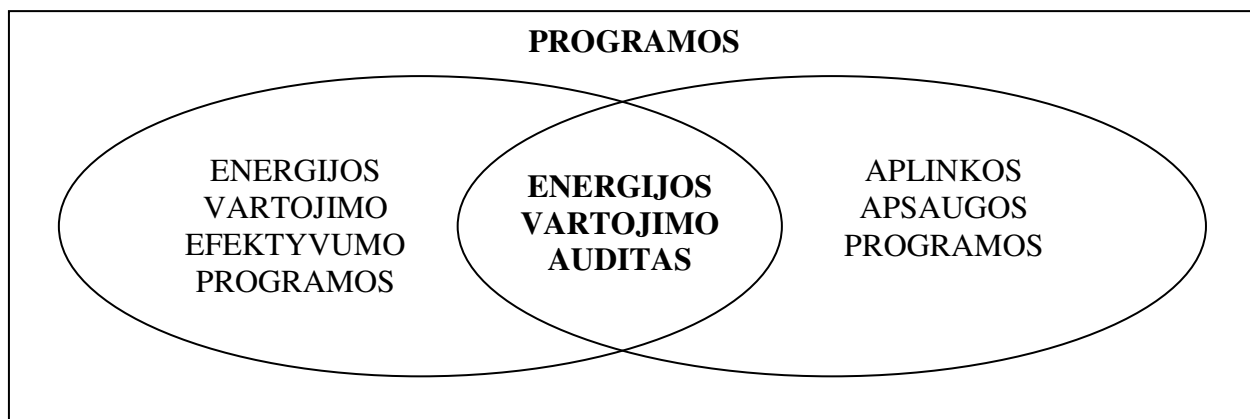 PROGRAMOS
ENERGIJOS
VARTOJIMO
EFEKTYVUMO
PROGRAMOS
ENERGIJOS
VARTOJIMO
AUDITAS
APLINKOS
APSAUGOS
PROGRAMOS